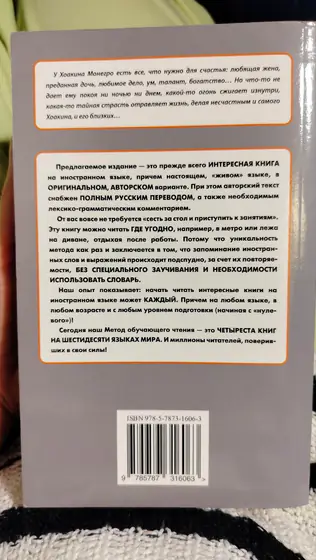 У Хоакина Монегро есть все, что нужно для счастья: любящая жена,
преданная дочь, любимое дело, ум, талант, богатство... Но что-то не
дает ему покоя ни ночью ни днем, какой-то огонь сжигает изнутри,
какая-то тайная страсть отравляет жизнь, делая несчастным и самого
Хоакина, и его близких...
Предлагаемое издание — это прежде всего ИНТЕРЕСНАЯ КНИГА
на иностранном языке, причем настоящем, «живом» языке, в
ОРИГИНАЛЬНОМ, АВТОРСКОМ варианте. При этом авторский текст
снабжен ПОЛНЫМ РУССКИМ ПЕРЕВОДОМ, а также необходимым
лексико-грамматическим комментарием.
От вас вовсе не требуется «сесть за стол и приступить к занятиям».
Эту книгу можно читать ГДЕ УГОДНО, например, в метро или лежа
на диване, отдыхая после работы. Потому что уникальность
метода как раз и заключается в том, что запоминание иностран-
ных слов и выражений происходит подспудно, за счет их повторяе-
мости, БЕЗ СПЕЦИАЛЬНОГО ЗАУЧИВАНИЯ И НЕОБХОДИМОСТИ
ИСПОЛЬЗОВАТЬ СЛОВАРЬ.
Наш опыт показывает: начать читать интересные книги на
иностранном языке может КАЖДЫЙ. Причем на любом языке, в
любом возрасте и с любым уровнем подготовки (начиная с «нуле-
вого»)!
Сегодня наш Метод обучающего чтения — это ЧЕТЫРЕСТА КНИГ
НА ШЕСТИДЕСЯТИ ЯЗЫКАХ МИРА. И миллионы читателей, поверив-
ших в свои силы!
ISBN 978-5-7873-1606-3
9 785787 316063 >